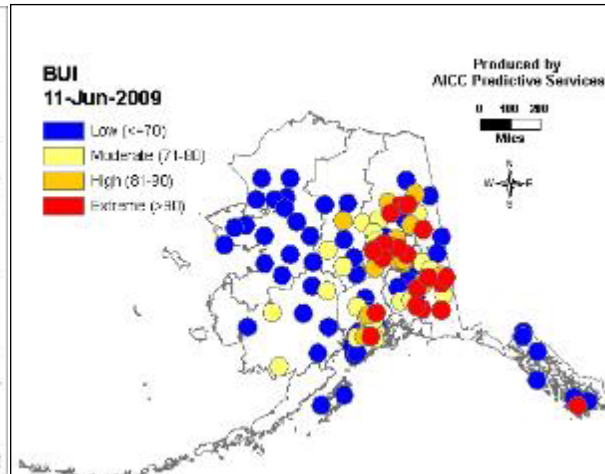 BUI
11-Jun-2009
Low (<=70)
Moderate (71-80)
High (81-90)
Extreme (>90)
Produced by
AICC Predictive Services
0 100 200
Miles
N
W E
S